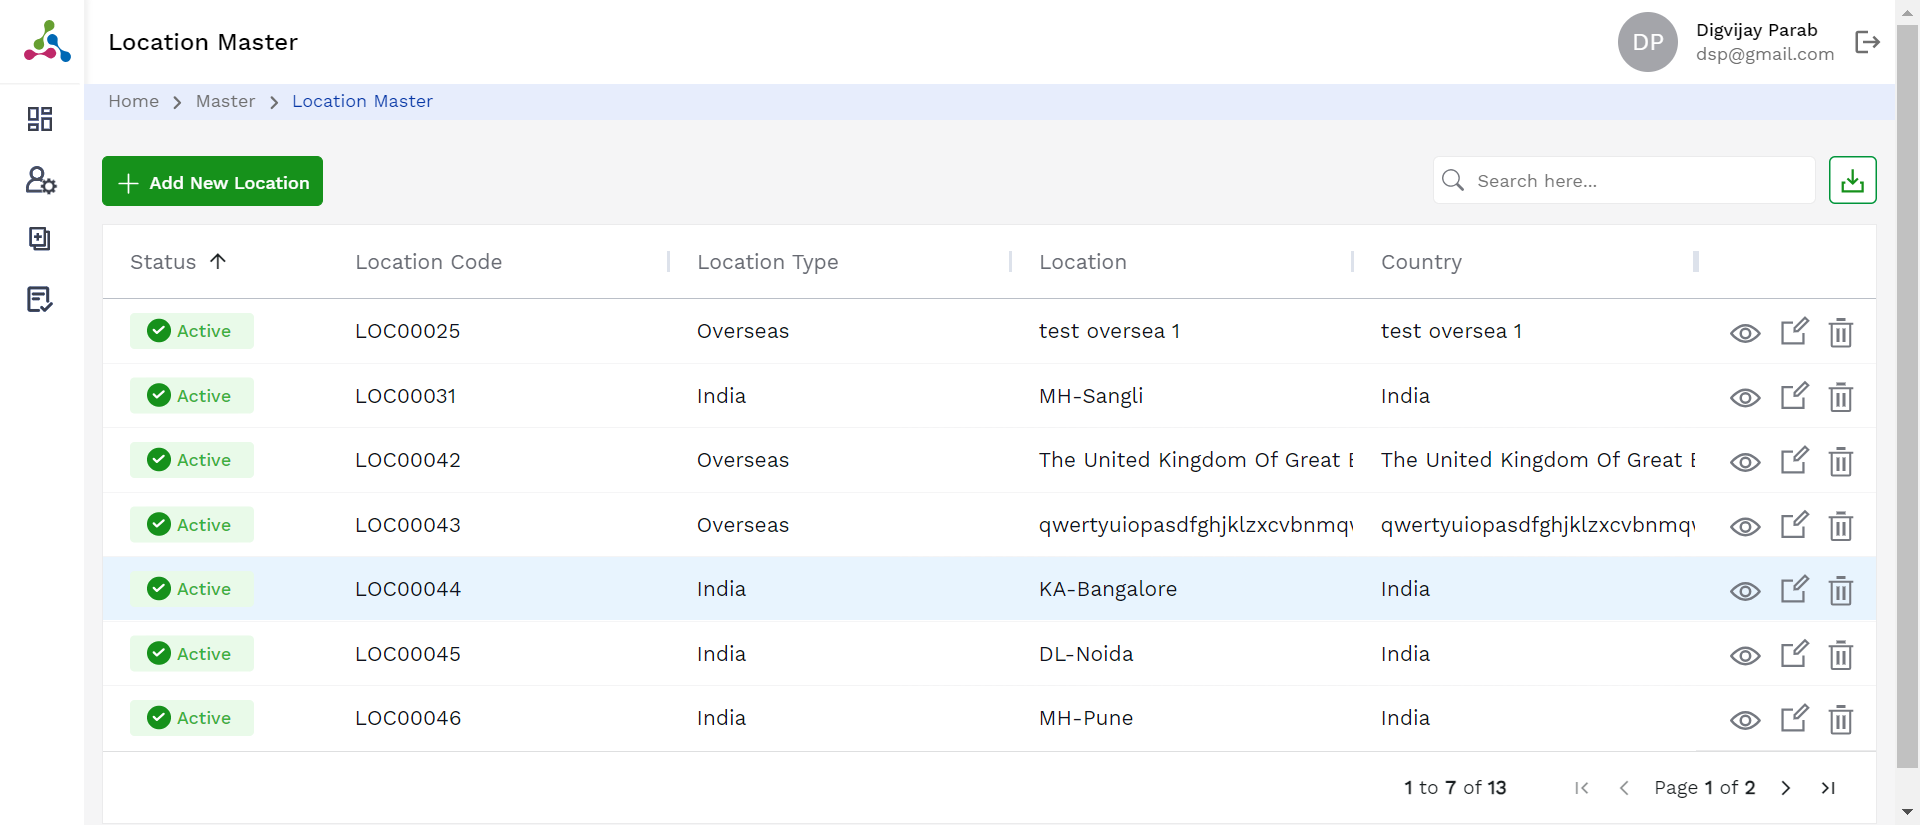 Location Master
DP
Digvijay Parab
dsp@gmail.com
Home > Master > Location Master
Add New Location
Search here...
Status Location Code Location Type Location Country
Active LOC00025 Overseas test oversea 1 test oversea 1
Active LOC00031 India MH-Sangli India
Active LOC00042 Overseas The United Kingdom Of Great The United Kingdom Of Great
Active LOC00043 Overseas qwertyuiopasdfghjklzxcvbnmq qwertyuiopasdfghjklzxcvbnmq
Active LOC00044 India KA-Bangalore India
Active LOC00045 India DL-Noida India
Active LOC00046 India MH-Pune India
1 to 7 of 13 Page 1 of 2